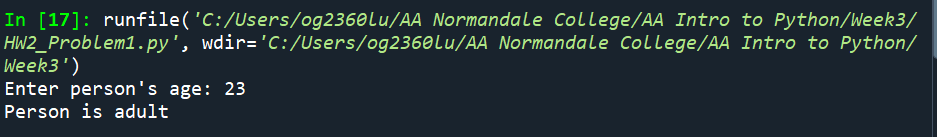 In [17]: runfile('C:/Users/og2360lu/AA Normandale College/AA Intro to Python/Week3/
HW2_Problem1.py', wdir='C:/Users/og2360lu/AA Normandale College/AA Intro to Python/
Week3')
Enter person's age: 23
Person is adult